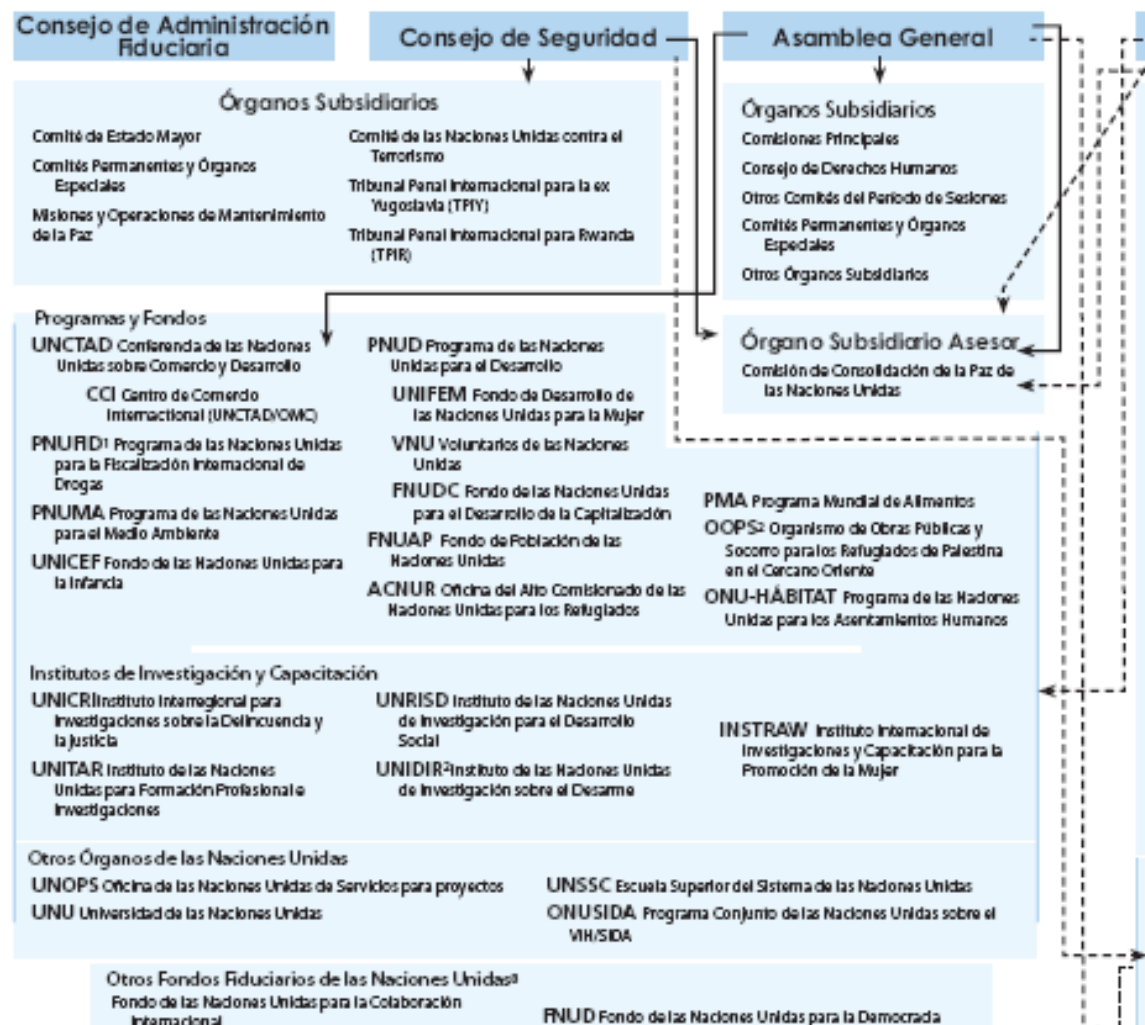 Consejo de Administración
Fiduciaria
Consejo de Seguridad
Asamblea General
Órganos Subsidiarios
Comité de Estado Mayor
Comités Permanentes y Órganos
Especiales
Misiones y Operaciones de Mantenimiento
de la Paz
Comité de las Naciones Unidas contra el
Terrorismo
Tribunal Penal Internacional para la ex
Yugoslavia (TPIY)
Tribunal Penal Internacional para Rwanda
(TPIR)
Órganos Subsidiarios
Comisiones Principales
Consejo de Derechos Humanos
Otros Comités del Período de Sesiones
Comités Permanentes y Órganos
Especiales
Otros Órganos Subsidiarios
Órgano Subsidiario Asesor
Comisión de Consolidación de la Paz de
las Naciones Unidas
Programas y Fondos
UNCTAD Conferencia de las Naciones
Unidas sobre Comercio y Desarrollo
CCI Centro de Comercio
Internactional (UNCTAD/OMC)
PNUFID¹ Programa de las Naciones Unidas
para la Fiscalización Internacional de
Drogas
PNUMA Programa de las Naciones Unidas
para el Medio Ambiente
UNICEF Fondo de las Naciones Unidas para
la Infancia
PNUD Programa de las Naciones
Unidas para el Desarrollo
UNIFEM Fondo de Desarrollo de
las Naciones Unidas para la Mujer
VNU Voluntarios de las Naciones
Unidas
FNUDC Fondo de las Naciones Unidas
para el Desarrollo de la Capitalización
FNUAP Fondo de Población de las
Naciones Unidas
ACNUR Oficina del Alto Comisionado de las
Naciones Unidas para los Refugiados
PMA Programa Mundial de Alimentos
OOPS² Organismo de Obras Públicas y
Socorro para los Refugiados de Palestina
en el Cercano Oriente
ONU-HÁBITAT Programa de las Naciones
Unidas para los Asentamientos Humanos
Institutos de Investigación y Capacitación
UNICRI Instituto Interregional para
Investigaciones sobre la Delincuencia y
la Justicia
UNITAR Instituto de las Naciones
Unidas para Formación Profesional e
Investigaciones
UNRISD Instituto de las Naciones Unidas
de Investigación para el Desarrollo
Social
UNIDIR² Instituto de las Naciones Unidas
de Investigación sobre el Desarme
INSTRAW Instituto Internacional de
Investigaciones y Capacitación para la
Promoción de la Mujer
Otros Órganos de las Naciones Unidas
UNOPS Oficina de las Naciones Unidas de Servicios para proyectos
UNU Universidad de las Naciones Unidas
UNSSC Escuela Superior del Sistema de las Naciones Unidas
ONUSIDA Programa Conjunto de las Naciones Unidas sobre el
VIH/SIDA
Otros Fondos Fiduciarios de las Naciones Unidas⁸
Fondo de las Naciones Unidas para la Colaboración
Internacional
FNUD Fondo de las Naciones Unidas para la Democrada